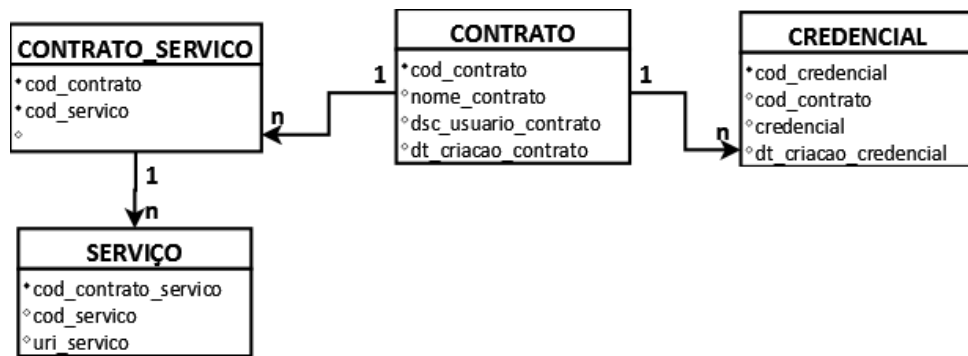 CONTRATO_SERVICO
cod_contrato
cod_servico
CONTRATO
cod_contrato
nome_contrato
dsc_usuario_contrato
dt_criacao_contrato
CREDENCIAL
cod_credencial
cod_contrato
credencial
dt_criacao_credencial
1
n
1
n
1
n
SERVIÇO
cod_contrato_servico
cod_servico
uri_servico